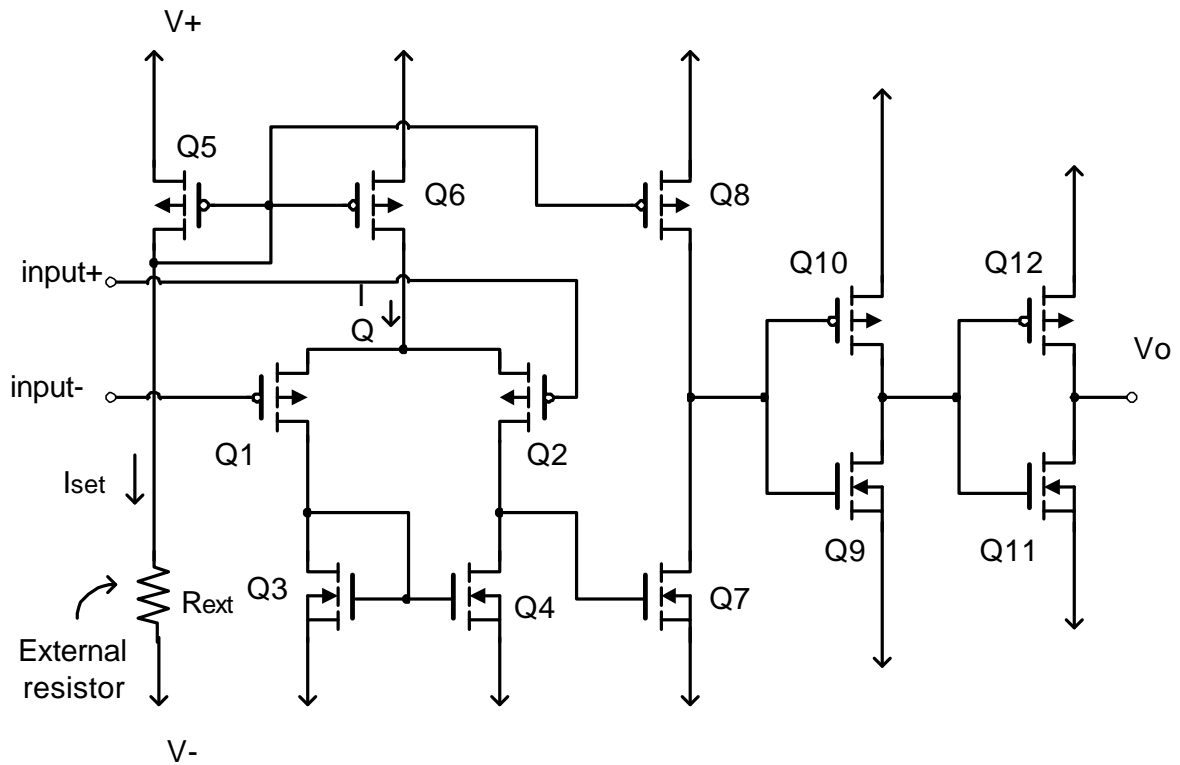 V+
Q5
Q6
Q8
input+
Q10
Q12
I
Q
Vo
input-
Q1
Q2
Iset
Q9
Q11
Q3
Rext
Q4
Q7
External
resistor
V-